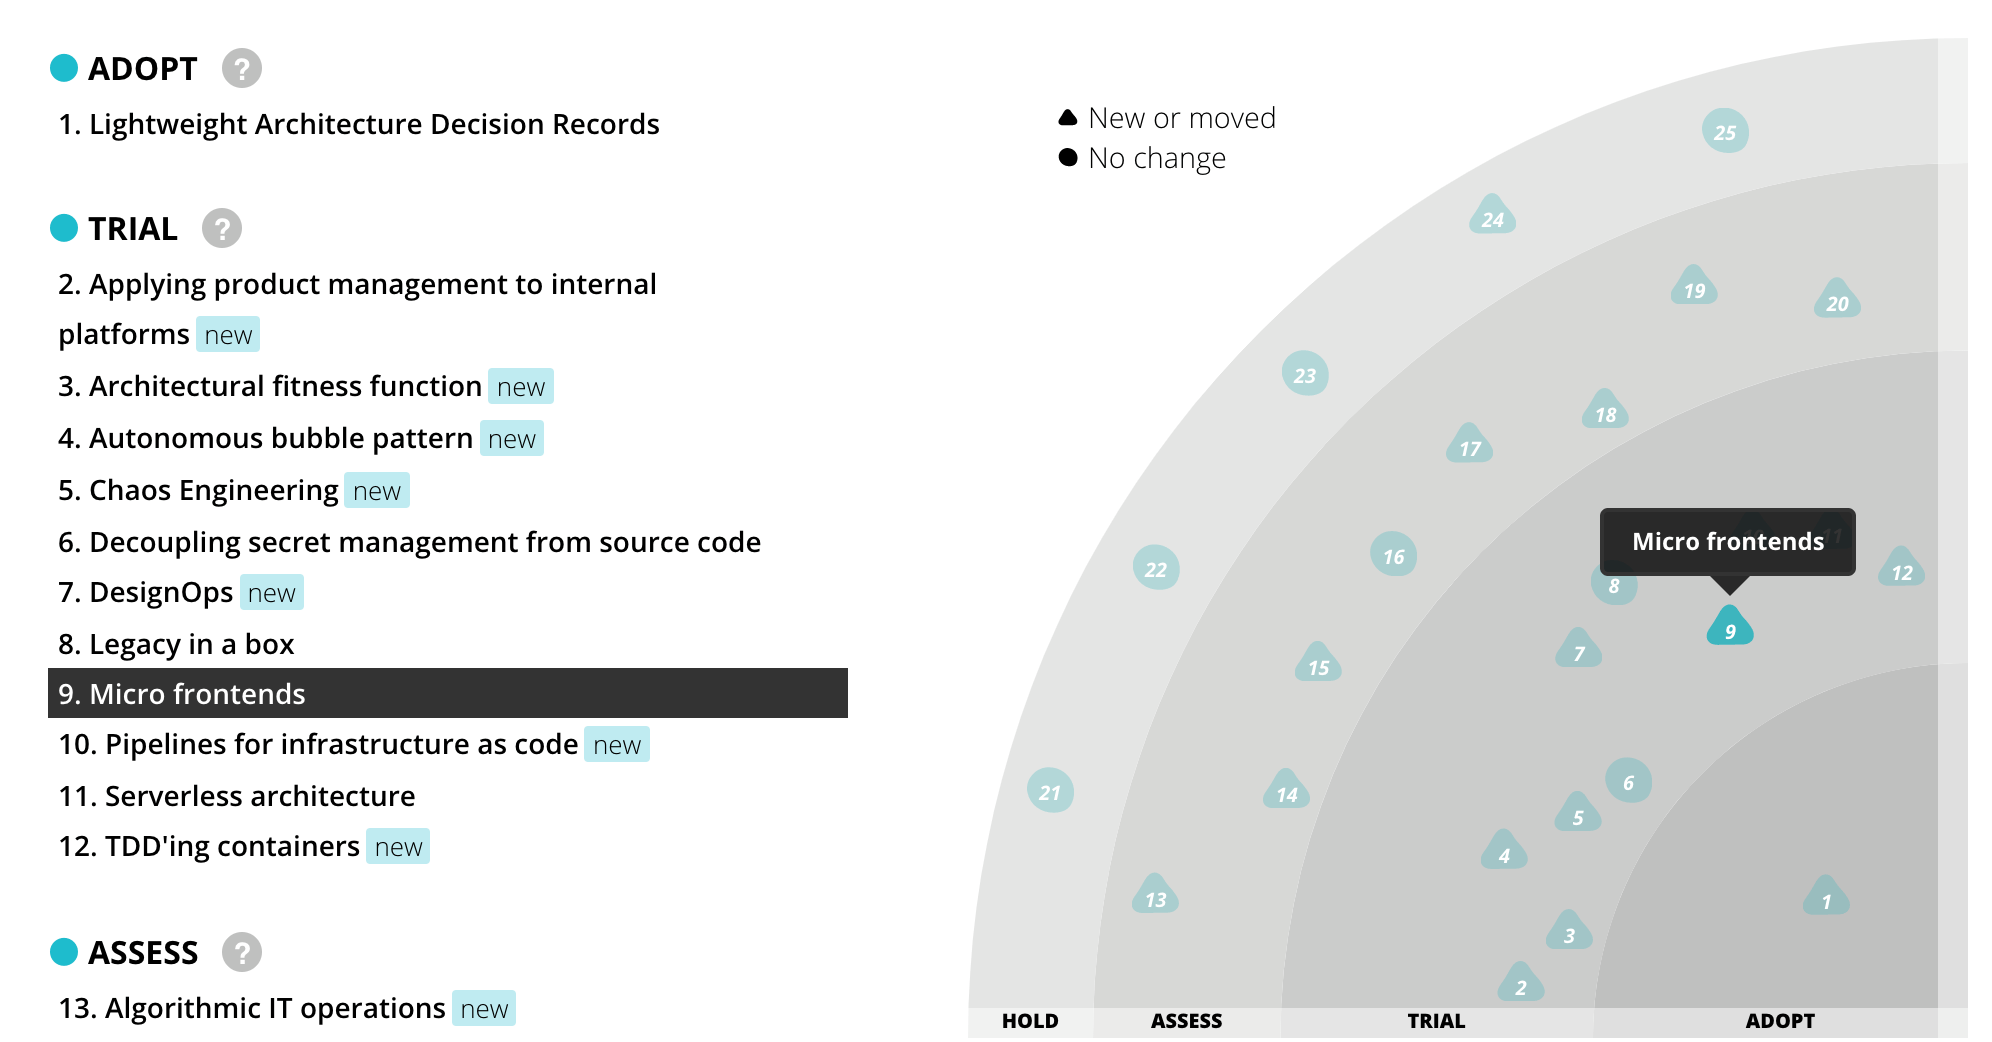 ADOPT ?
1. Lightweight Architecture Decision Records
TRIAL ?
2. Applying product management to internal
platforms new
3. Architectural fitness function new
4. Autonomous bubble pattern new
5. Chaos Engineering new
6. Decoupling secret management from source code
7. DesignOps new
8. Legacy in a box
9. Micro frontends
10. Pipelines for infrastructure as code new
11. Serverless architecture
12. TDD'ing containers new
ASSESS ?
13. Algorithmic IT operations new
New or moved
No change
25
24
19
20
23
18
17
Micro frontends
11
16
22
12
8
9
7
15
6
21
14
5
4
13
1
3
2
HOLD ASSESS TRIAL ADOPT